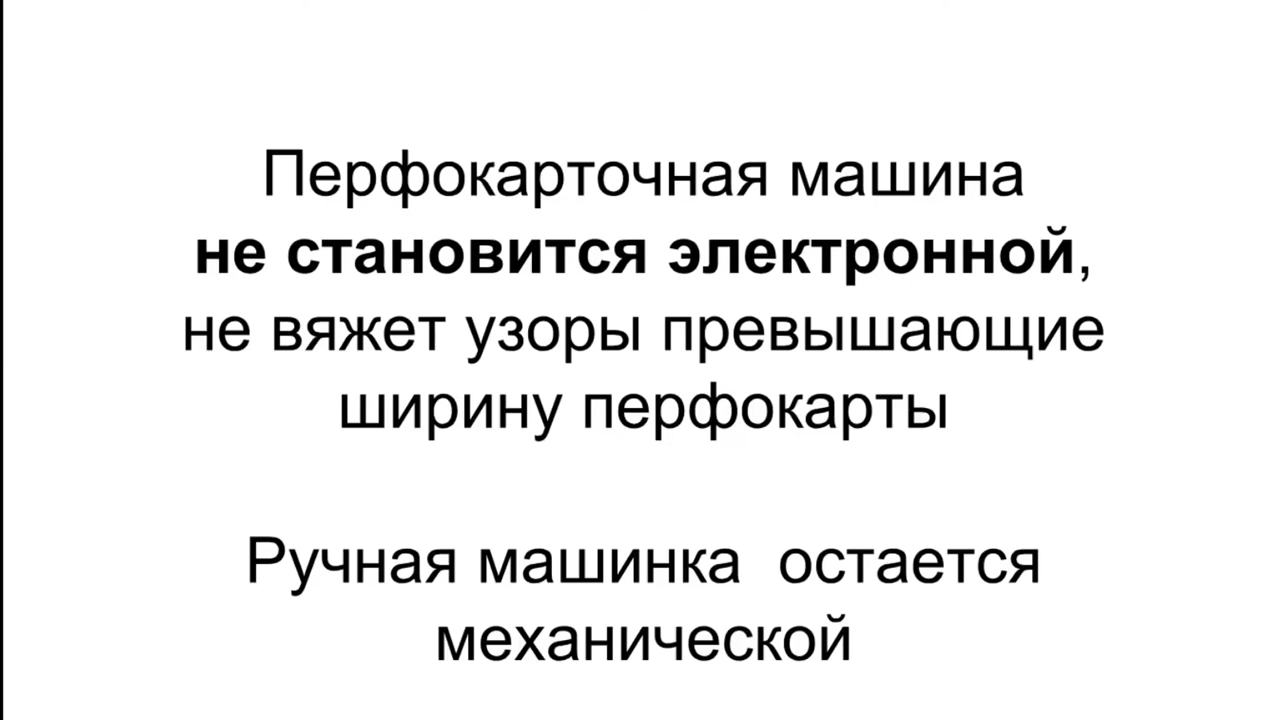 Перфокарточная машина
не становится электронной,
не вяжет узоры превышающие
ширину перфокарты
Ручная машинка остается
механической